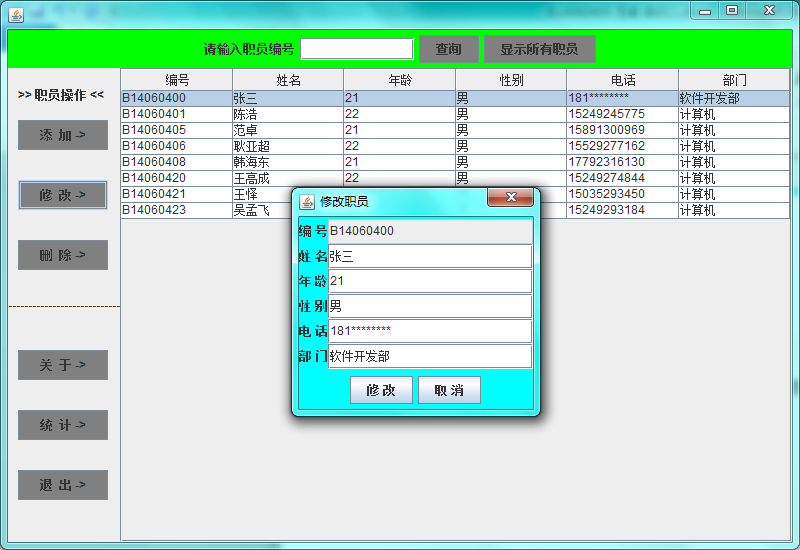 请输入职员编号 查询 显示所有职员
>> 职员操作 <<
添 加 ->
修 改 ->
删 除 ->
关 于 ->
统 计 ->
退 出 ->
编号 姓名 年龄 性别 电话 部门
B14060400 张三 21 男 181******** 软件开发部
B14060401 陈浩 22 男 15249245775 计算机
B14060405 范卓 21 男 15891300969 计算机
B14060406 耿亚超 22 男 15529277162 计算机
B14060408 韩海东 21 男 17792316130 计算机
B14060420 王高成 22 男 15249274844 计算机
B14060421 王怿 15035293450 计算机
B14060423 吴孟飞 15249293184 计算机
修改职员
编 号 B14060400
姓 名 张三
年 龄 21
性 别 男
电 话 181********
部 门 软件开发部
修 改 取 消